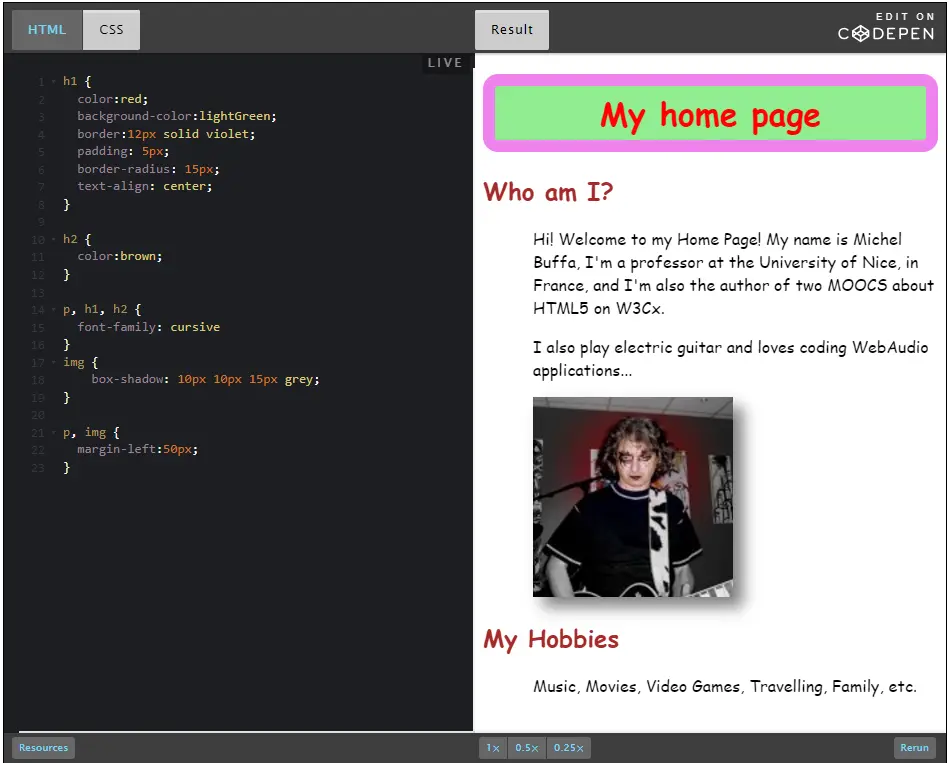 HTML CSS Result EDIT ON
CODEPEN
LIVE
1 h1 {
2 color:red;
3 background-color:lightGreen;
4 border:12px solid violet;
5 padding: 5px;
6 border-radius: 15px;
7 text-align: center;
8 }
9
10 h2 {
11 color:brown;
12 }
13
14 p, h1, h2 {
15 font-family: cursive
16 }
17 img {
18 box-shadow: 10px 10px 15px grey;
19 }
20
21 p, img {
22 margin-left:50px;
23 }
My home page
Who am I?
Hi! Welcome to my Home Page! My name is Michel
Buffa, I'm a professor at the University of Nice, in
France, and I'm also the author of two MOOCS about
HTML5 on W3Cx.
I also play electric guitar and loves coding WebAudio
applications...
My Hobbies
Music, Movies, Video Games, Travelling, Family, etc.
Resources 1x 0.5x 0.25x Rerun